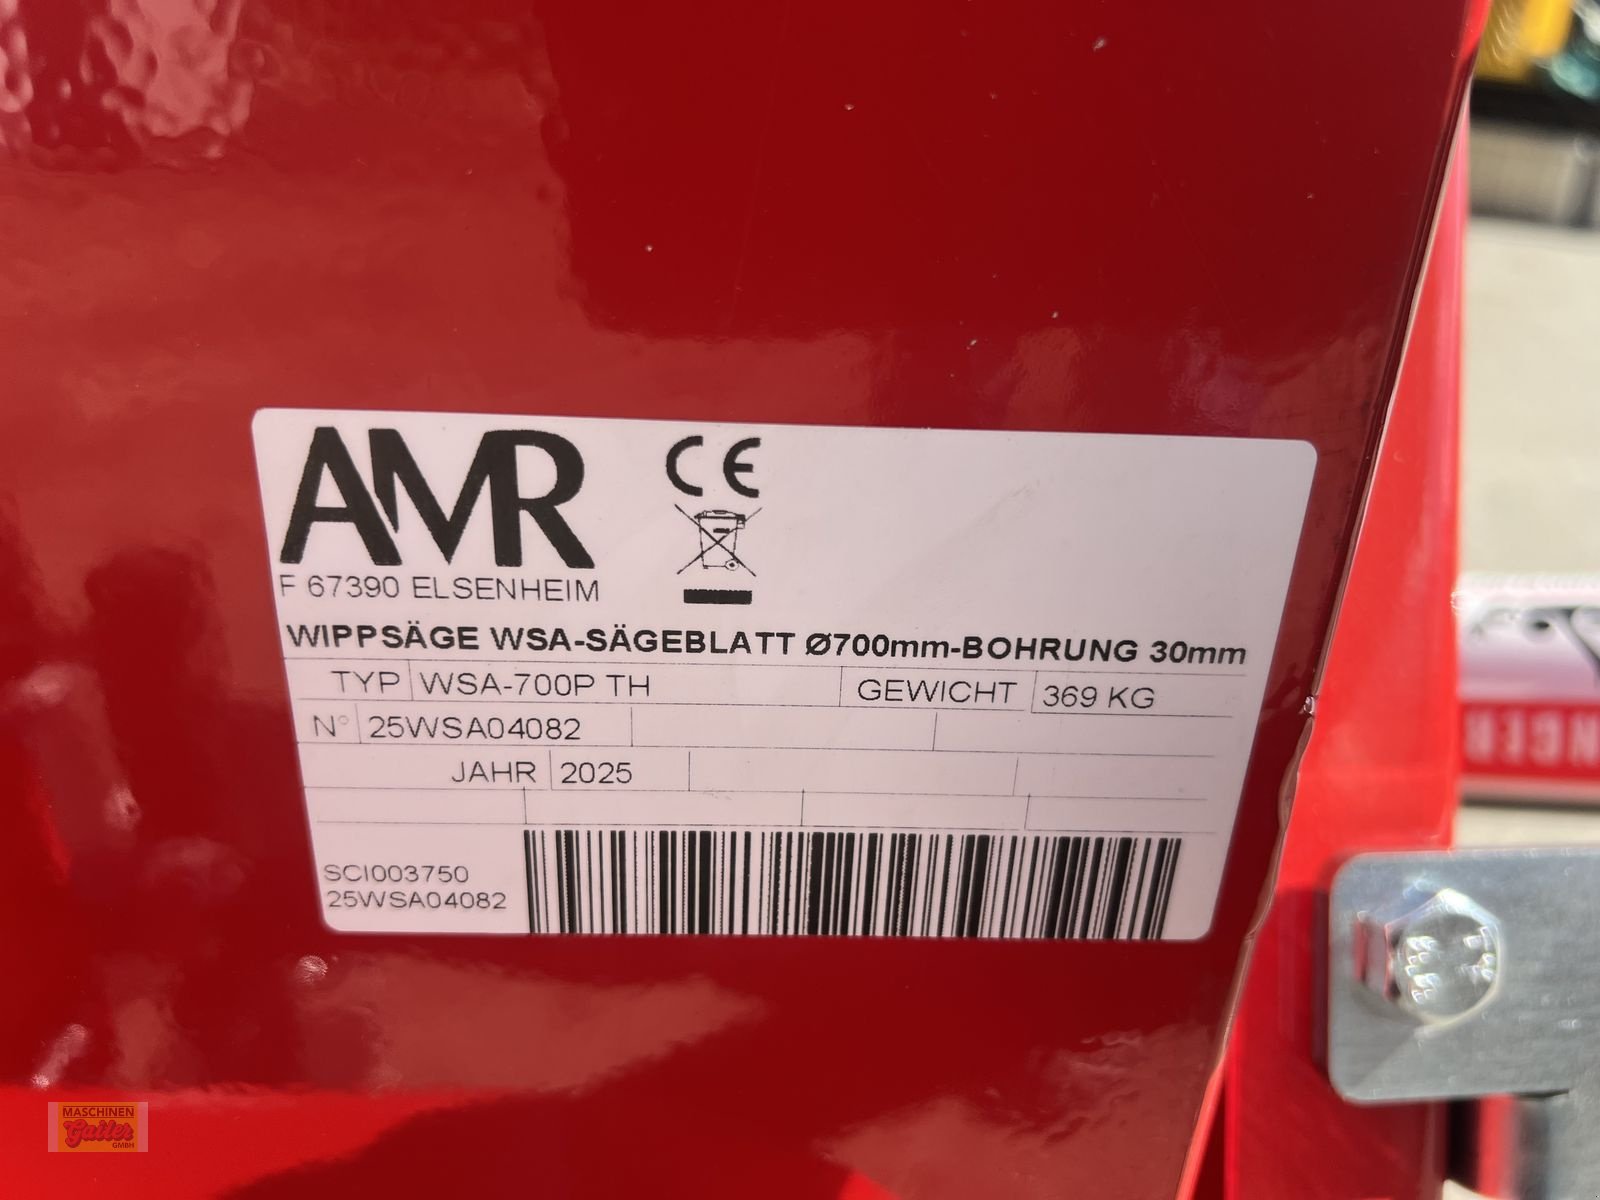 AMR
CE
F 67390 ELSENHEIM
WIPPSÄGE WSA-SÄGEBLATT Ø700mm-BOHRUNG 30mm
TYP WSA-700P TH GEWICHT 369 KG
N° 25WSA04082
JAHR 2025
SCI003750
25WSA04082
MASCHINEN
Gailer
GMBH